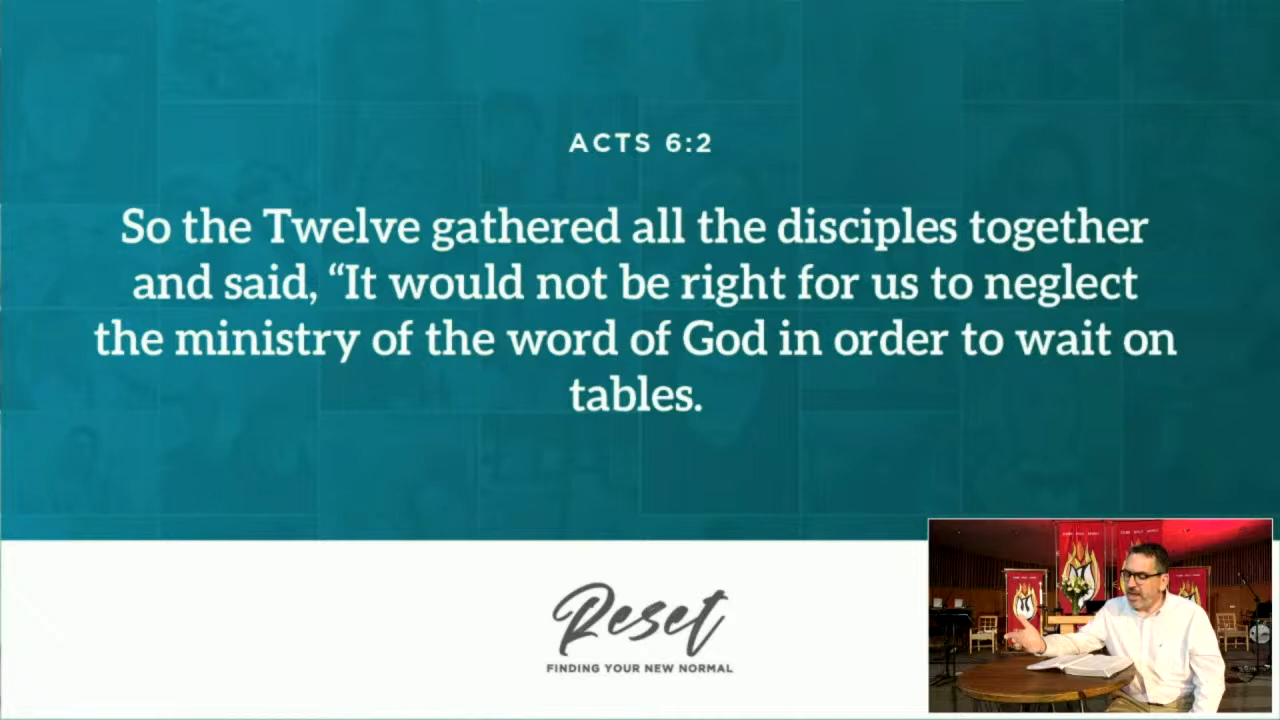 ACTS 6:2
So the Twelve gathered all the disciples together
and said, “It would not be right for us to neglect
the ministry of the word of God in order to wait on
tables.
Reset
FINDING YOUR NEW NORMAL